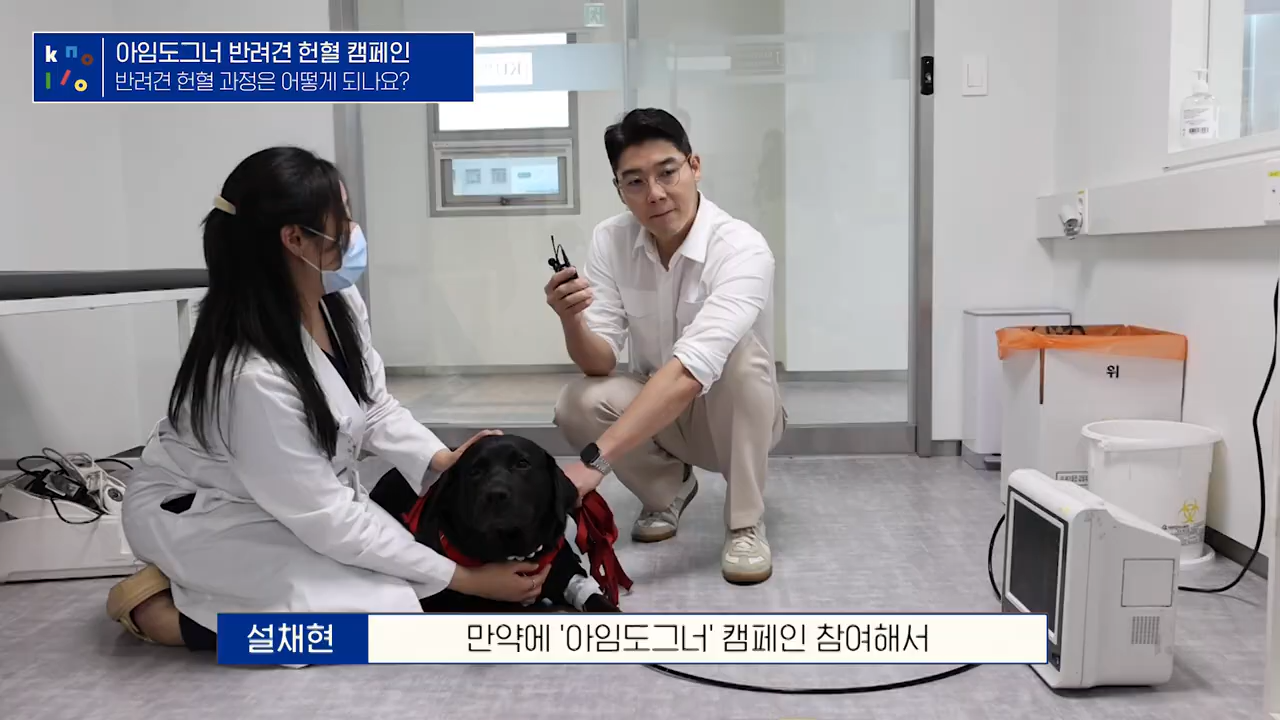 knollo
아임도그너 반려견 헌혈 캠페인
반려견 헌혈 과정은 어떻게 되나요?
위
설채현
만약에 '아임도그너' 캠페인 참여해서